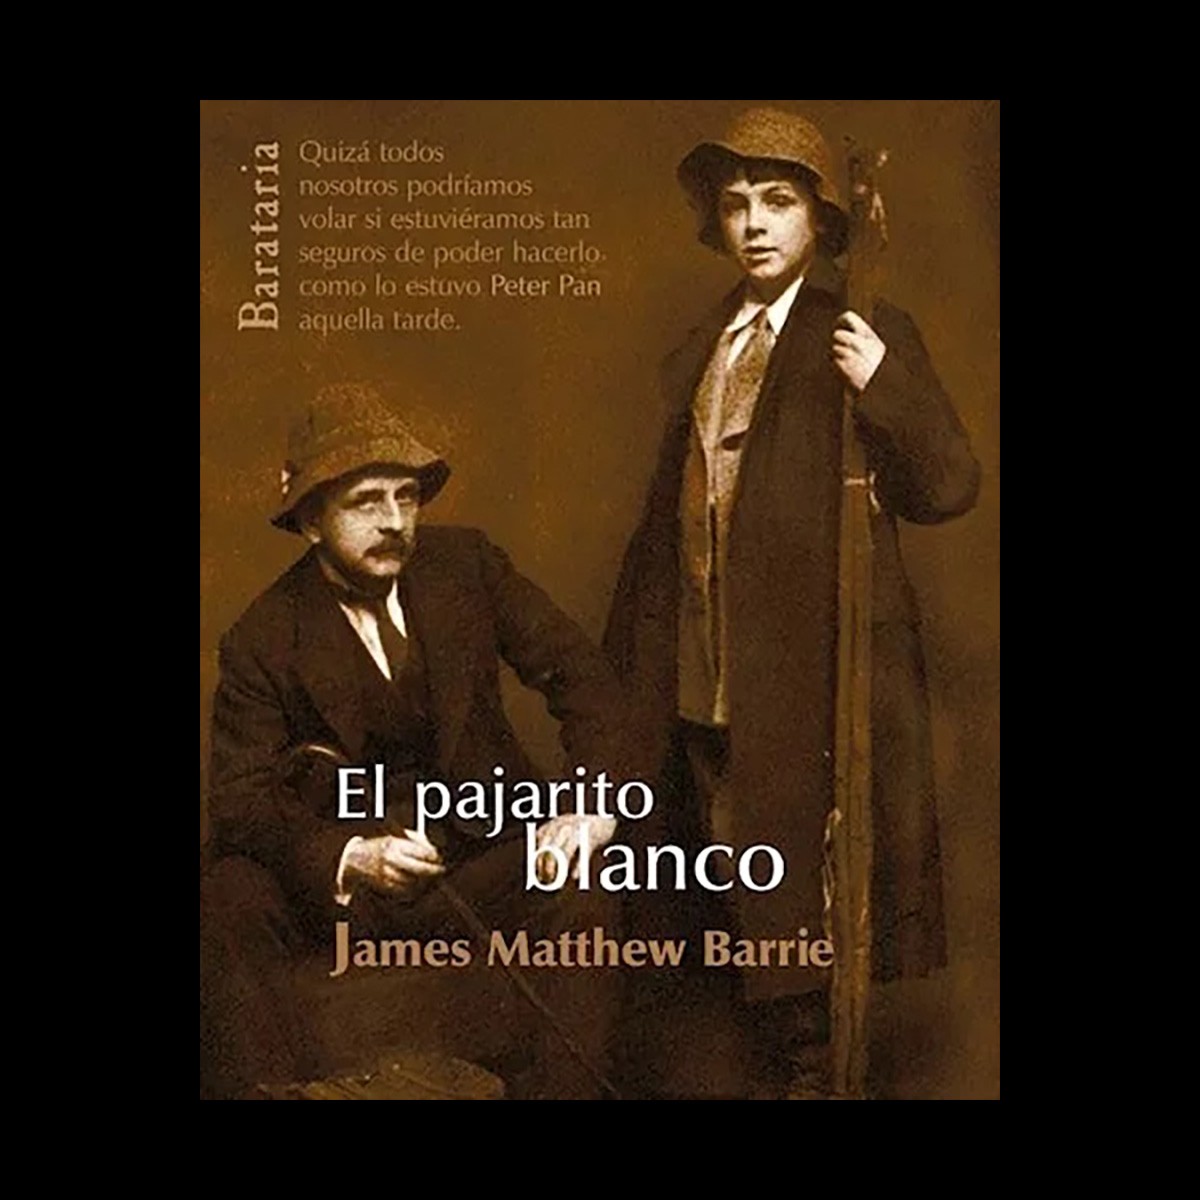 Barataria
Quizá todos
nosotros podríamos
volar si estuviéramos tan
seguros de poder hacerlo
como lo estuvo Peter Pan
aquella tarde.
El pajarito
blanco
James Matthew Barrie